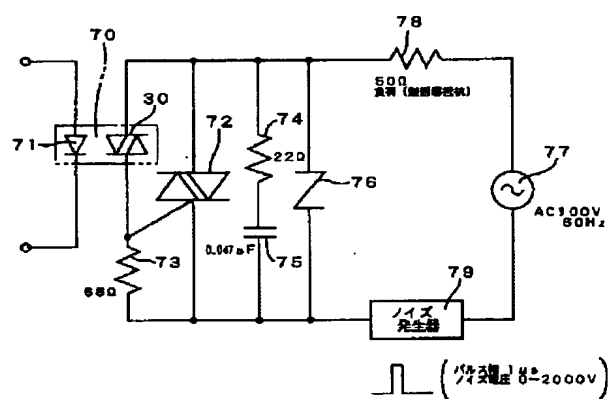 78
70
50Ω
負荷 (無誘導抵抗)
30
72
74
71
22Ω
76
77
AC100V
60Hz
0.047μF
75
73
68Ω
79
ノイズ
発生器
パルス幅 1μs
ノイズ電圧 0-2000V